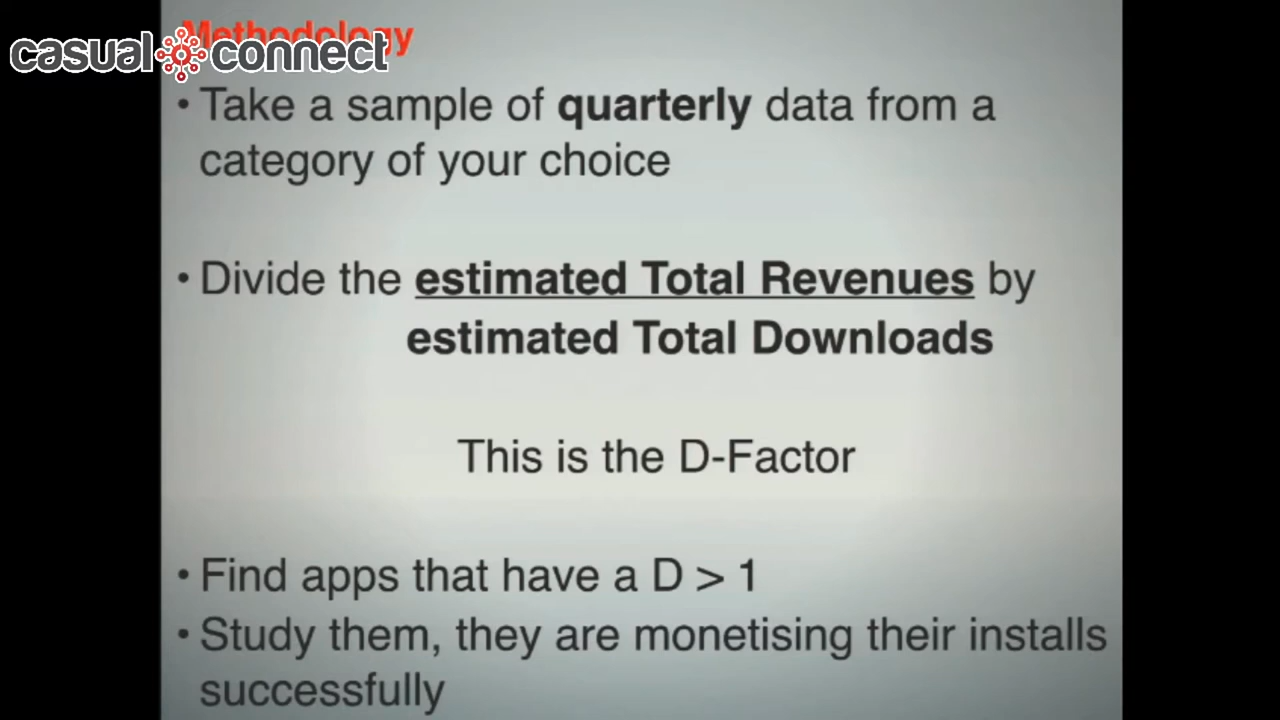 Methodology
casual connect
• Take a sample of quarterly data from a
category of your choice
• Divide the estimated Total Revenues by
estimated Total Downloads
This is the D-Factor
• Find apps that have a D > 1
• Study them, they are monetising their installs
successfully